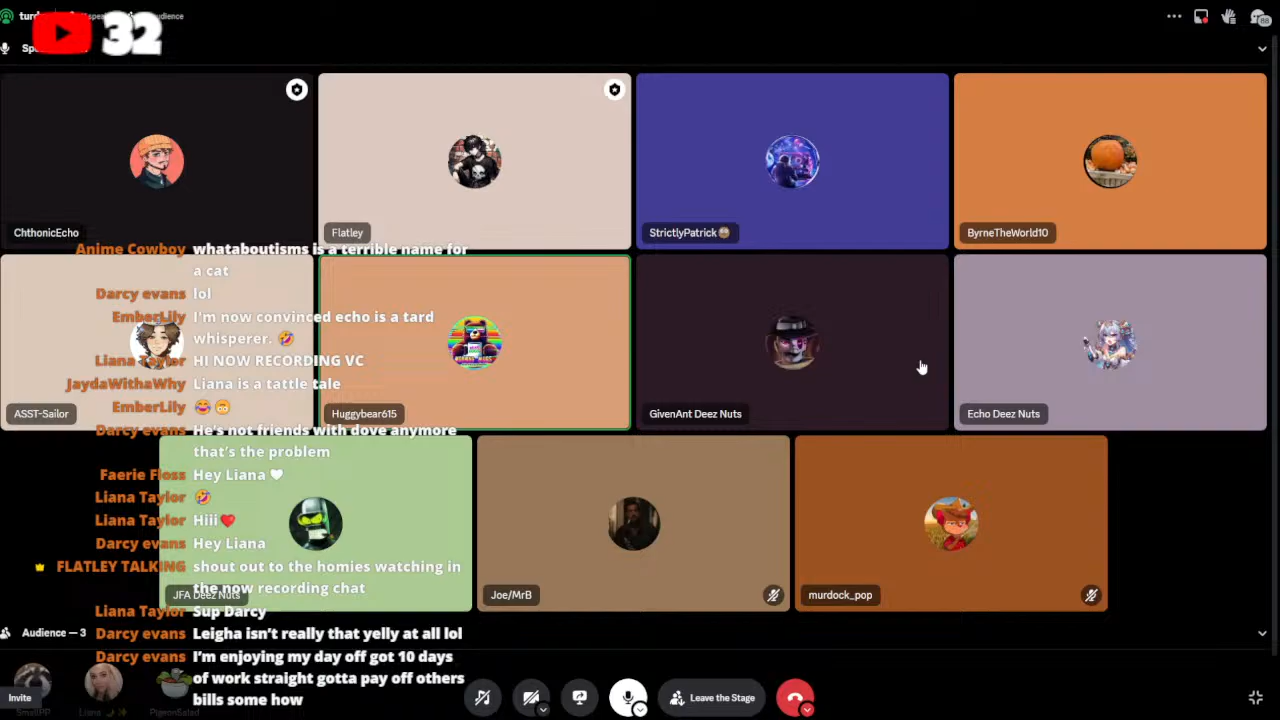 32
udience
88
ChthonicEcho
Flatley
StrictlyPatrick
ByrneTheWorld10
Anime Cowboy whataboutisms is a terrible name for
a cat
Darcy evans lol
EmberLily I'm now convinced echo is a tard
whisperer. 🤣
Liana Taylor HI NOW RECORDING VC
JaydaWithaWhy Liana is a tattle tale
EmberLily 😂 😳
ASST-Sailor
Huggybear615
GivenAnt Deez Nuts
Echo Deez Nuts
Darcy evans He's not friends with dove anymore
that's the problem
Faerie Floss Hey Liana 🤍
Liana Taylor 🤣
Liana Taylor Hiii❤️
Darcy evans Hey Liana
FLATLEY TALKING shout out to the homies watching in
the now recording chat
JFA Deez Nuts
Joe/MrB
murdock_pop
Liana Taylor Sup Darcy
Audience — 3
Darcy evans Leigha isn't really that yelly at all lol
Darcy evans I'm enjoying my day off got 10 days
of work straight gotta pay off others
bills some how
Invite
Leave the Stage
SmallPP
Liana
PigeonSalad